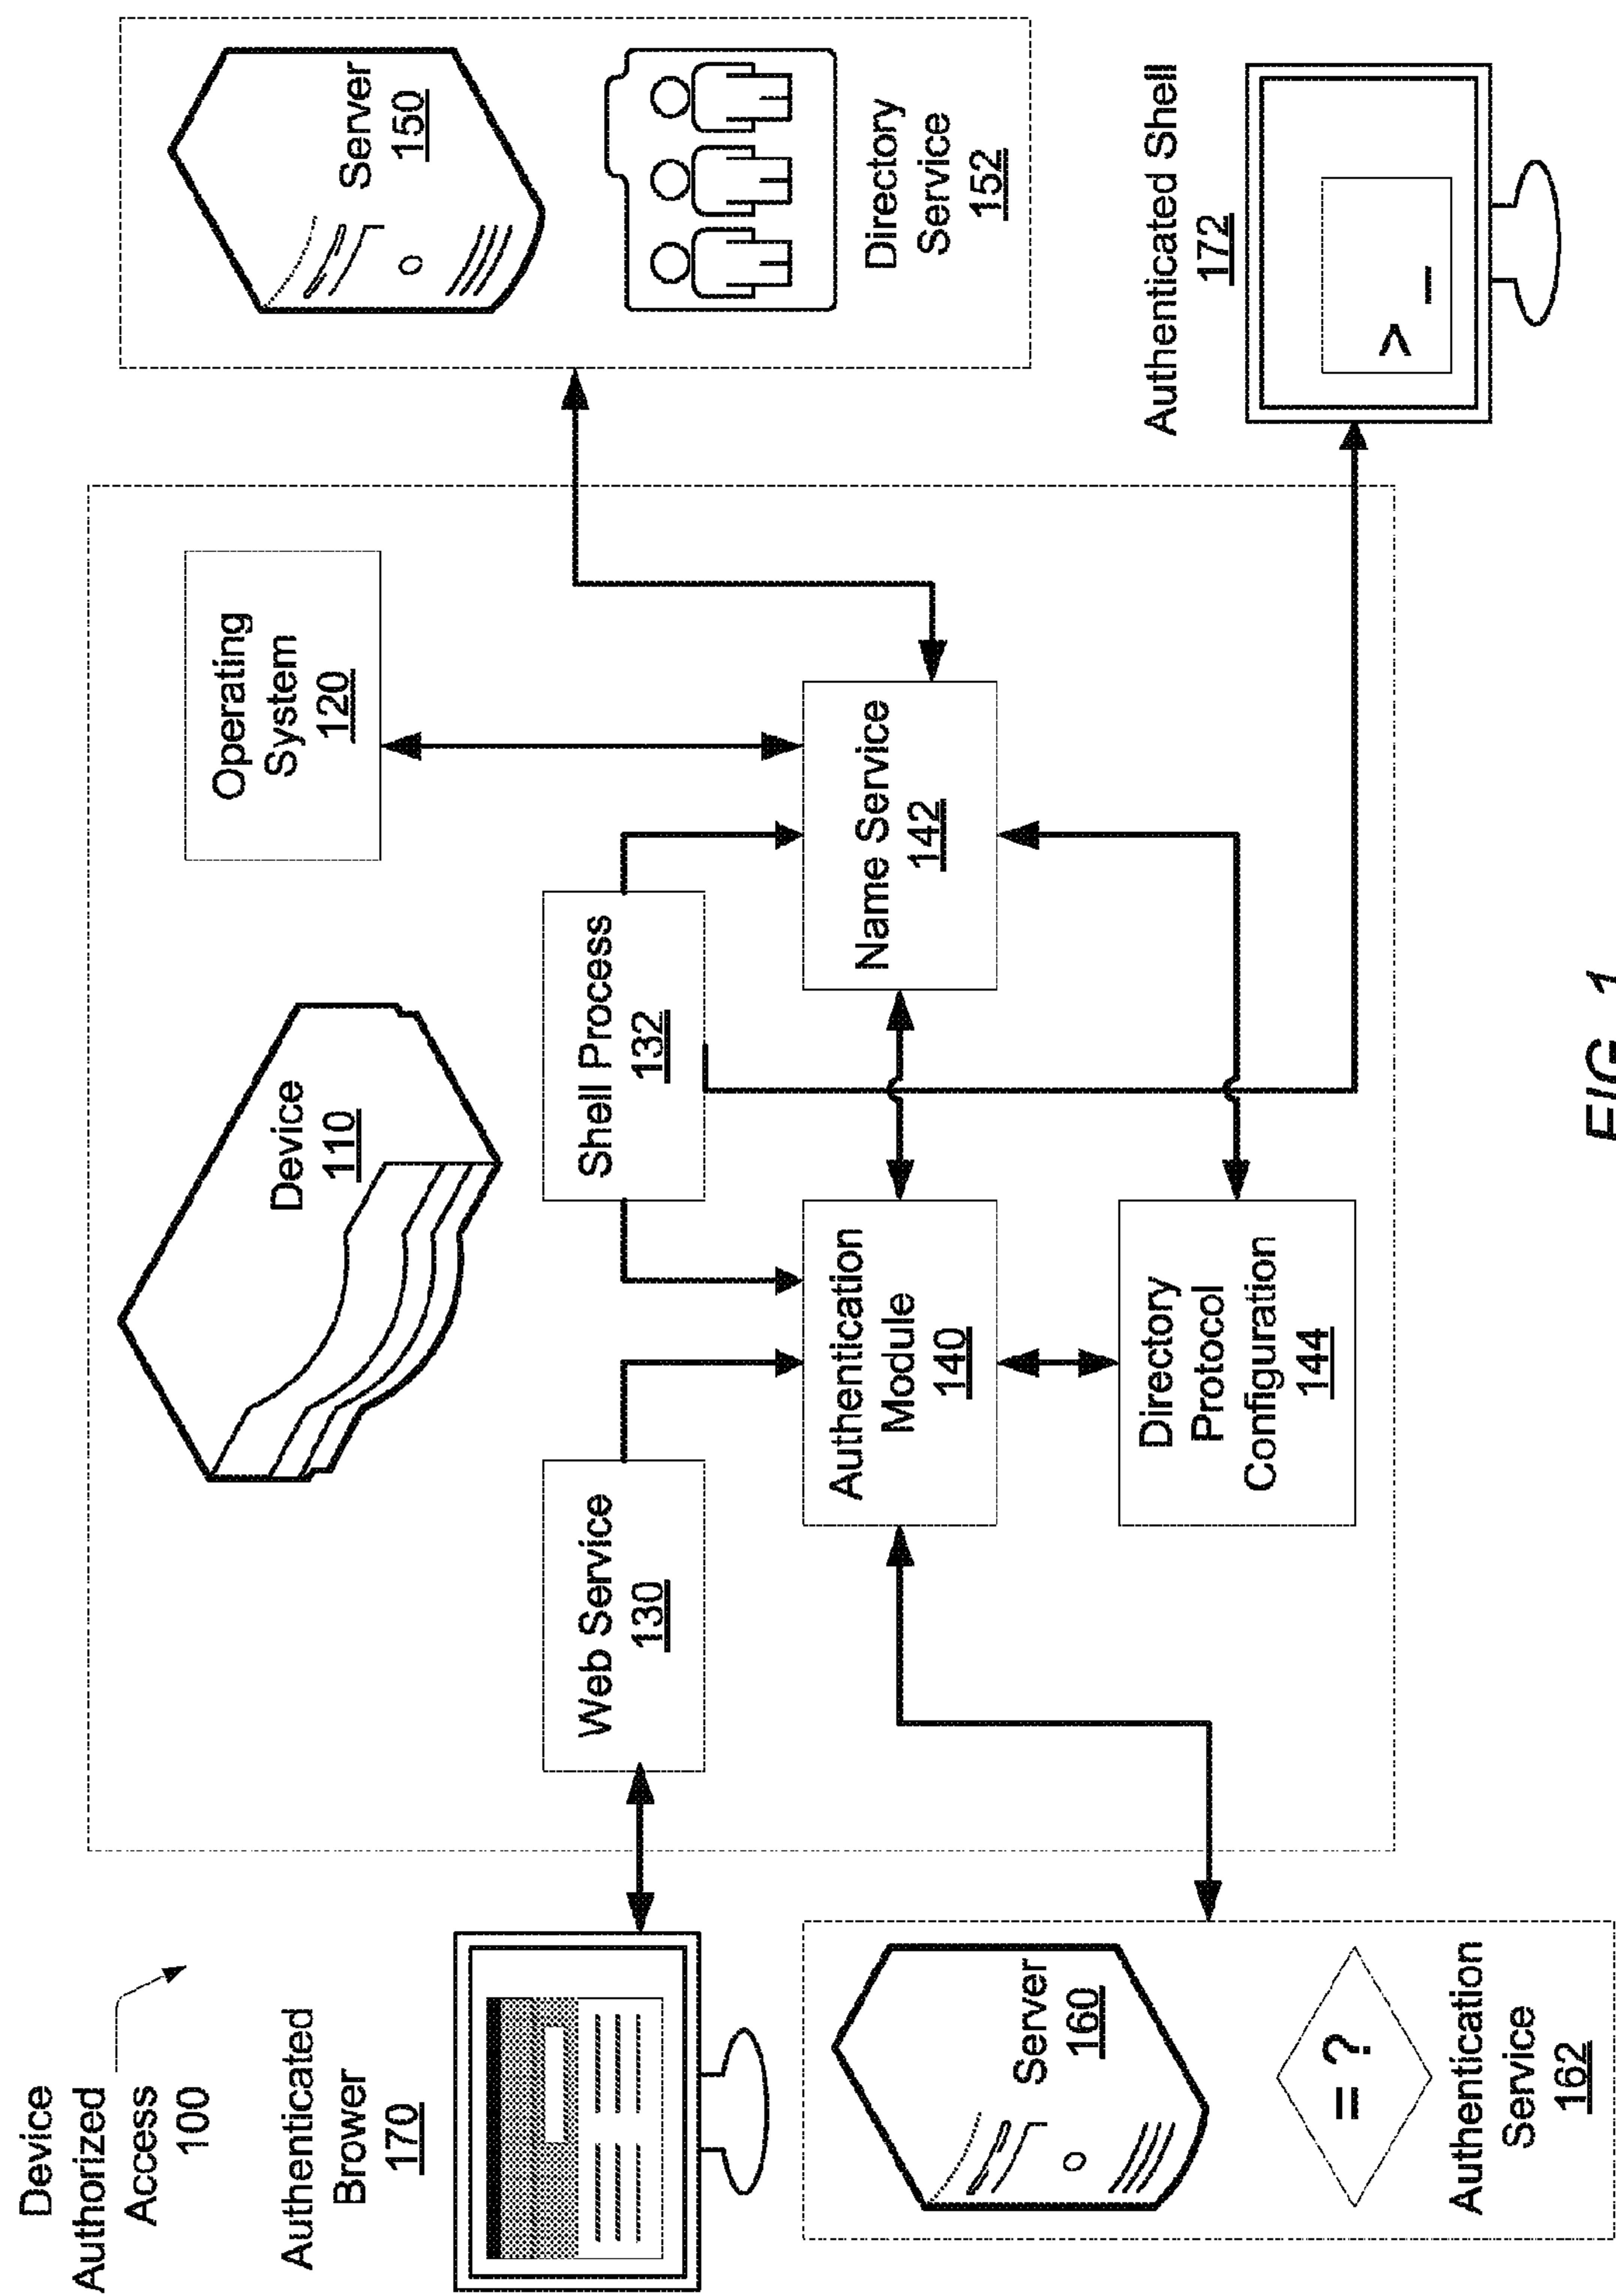 Device
Authorized
Access
100
Authenticated
Brower
170
Device
110
Operating
System
120
Server
150
Directory
Service
152
Web Service
130
Shell Process
132
Authentication
Module
140
Name Service
142
Directory
Protocol
Configuration
144
Server
160
= ?
Authentication
Service
162
Authenticated Shell
172
> _
FIG. 1